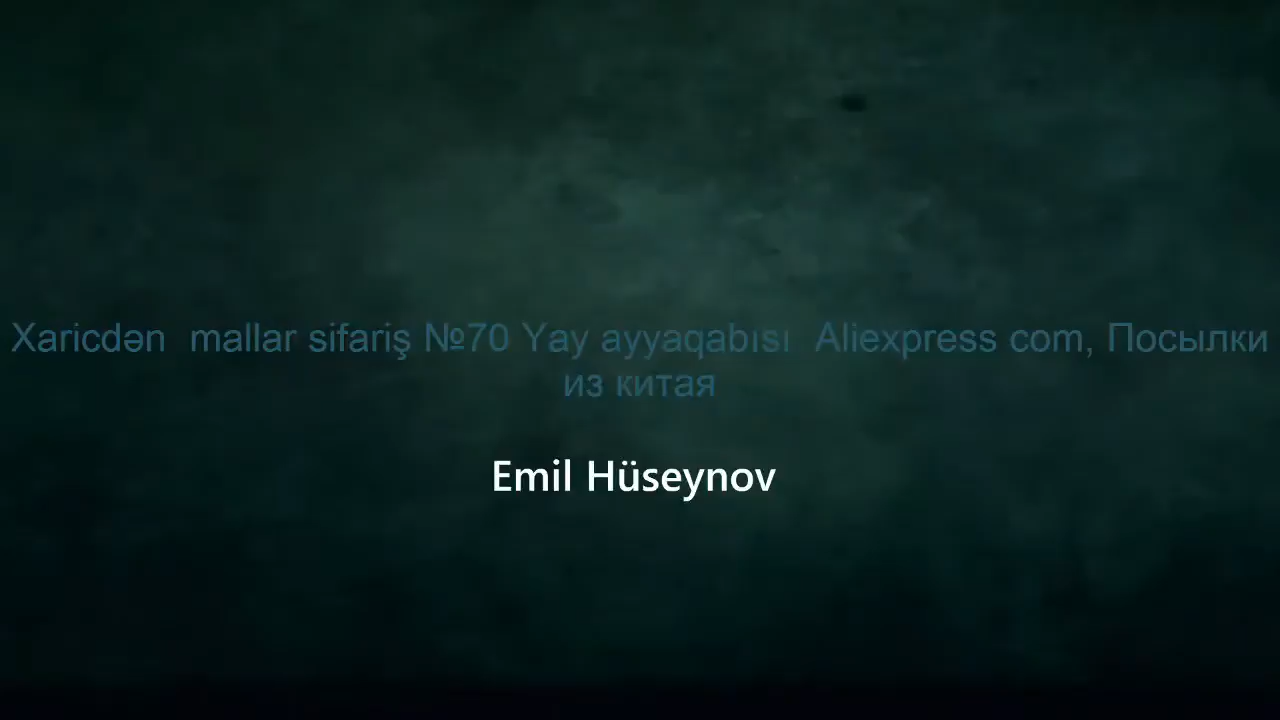 Xaricdən  mallar sifariş №70 Yay ayyaqabısı  Aliexpress com, Посылки
из китая
Emil Hüseynov